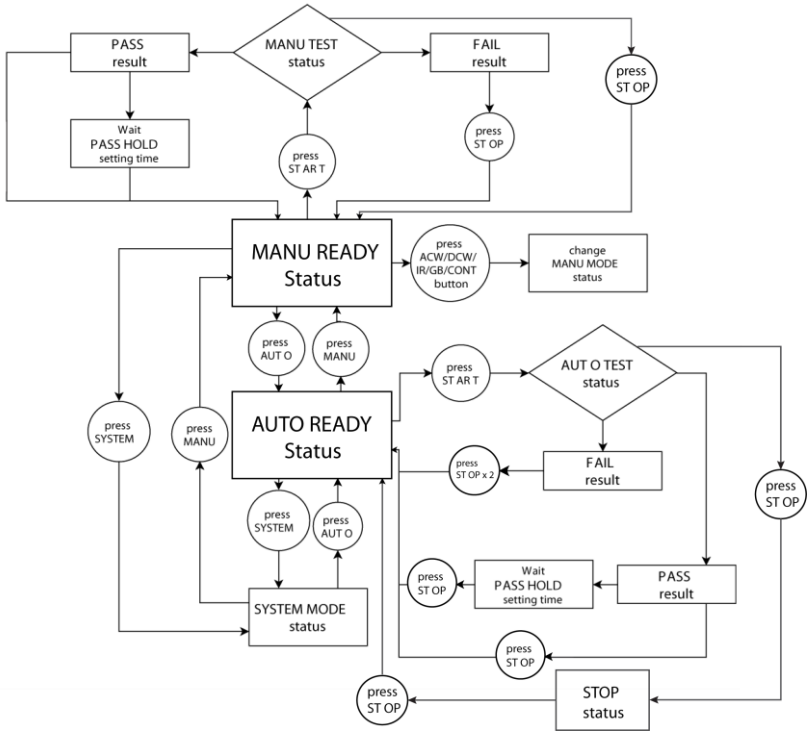 PASS
result
MANU TEST
status
FAIL
result
press
ST OP
Wait
PASS HOLD
setting time
press
ST AR T
press
ST OP
MANU READY
Status
press
ACW/DCW/
IR/GB/CONT
button
change
MANU MODE
status
press
AUT O
press
MANU
press
ST AR T
AUT O TEST
status
press
SYSTEM
press
MANU
AUTO READY
Status
press
ST OP x 2
FAIL
result
press
ST OP
press
SYSTEM
press
AUT O
press
ST OP
Wait
PASS HOLD
setting time
PASS
result
SYSTEM MODE
status
press
ST OP
press
ST OP
STOP
status